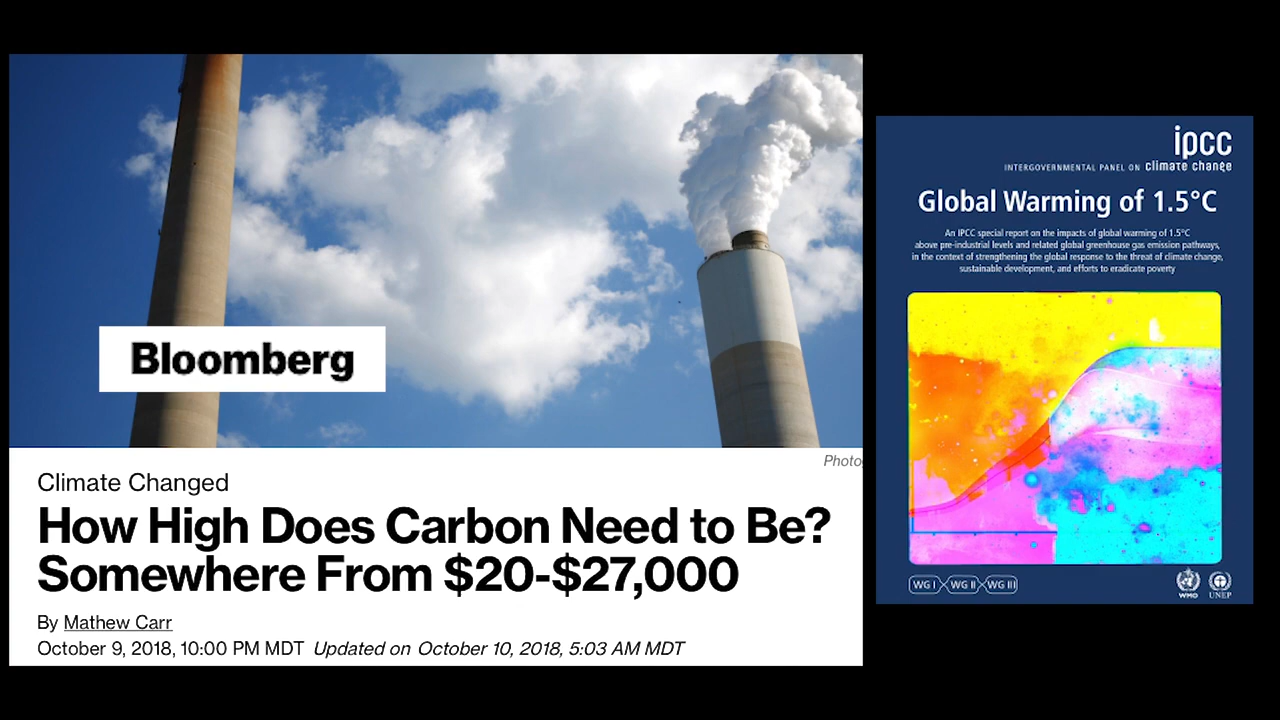 Bloomberg
Photo
Climate Changed
How High Does Carbon Need to Be?
Somewhere From $20-$27,000
By Mathew Carr
October 9, 2018, 10:00 PM MDT Updated on October 10, 2018, 5:03 AM MDT
ipcc
INTERGOVERNMENTAL PANEL ON climate change
Global Warming of 1.5°C
An IPCC special report on the impacts of global warming of 1.5°C
above pre-industrial levels and related global greenhouse gas emission pathways,
in the context of strengthening the global response to the threat of climate change,
sustainable development, and efforts to eradicate poverty
WG I WG II WG III
WMO UNEP